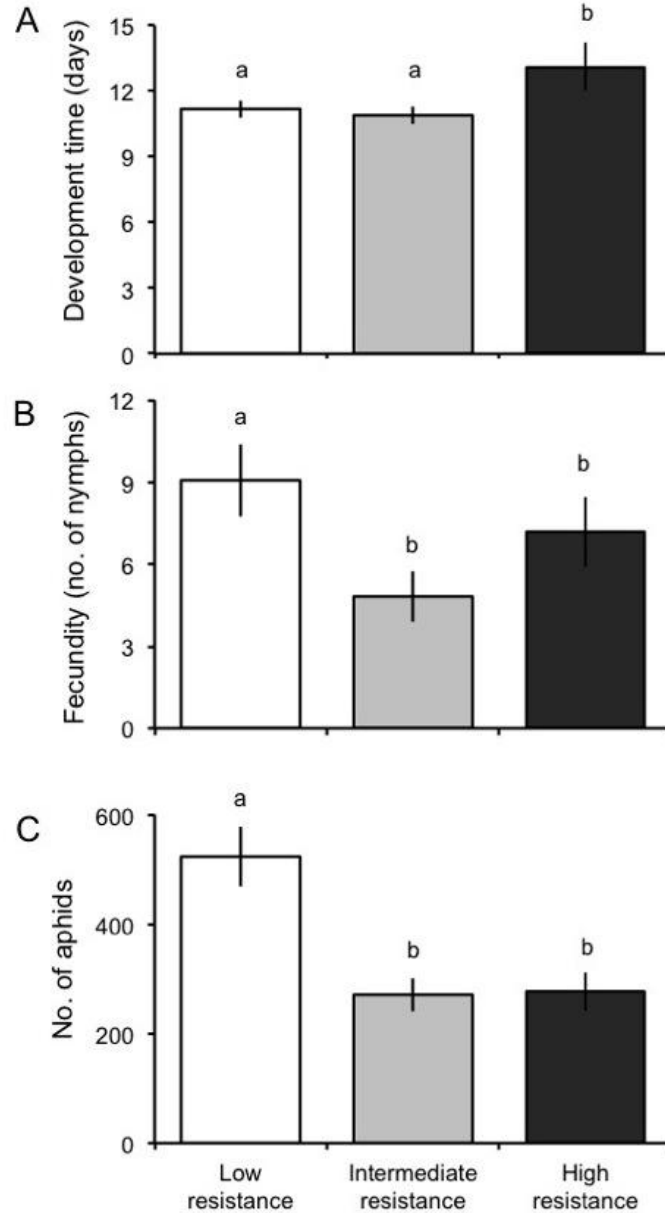 A
Development time (days)
15
12
9
6
3
0
a
a
b
B
Fecundity (no. of nymphs)
12
9
6
3
0
a
b
b
C
No. of aphids
600
400
200
0
a
b
b
Low
resistance
Intermediate
resistance
High
resistance